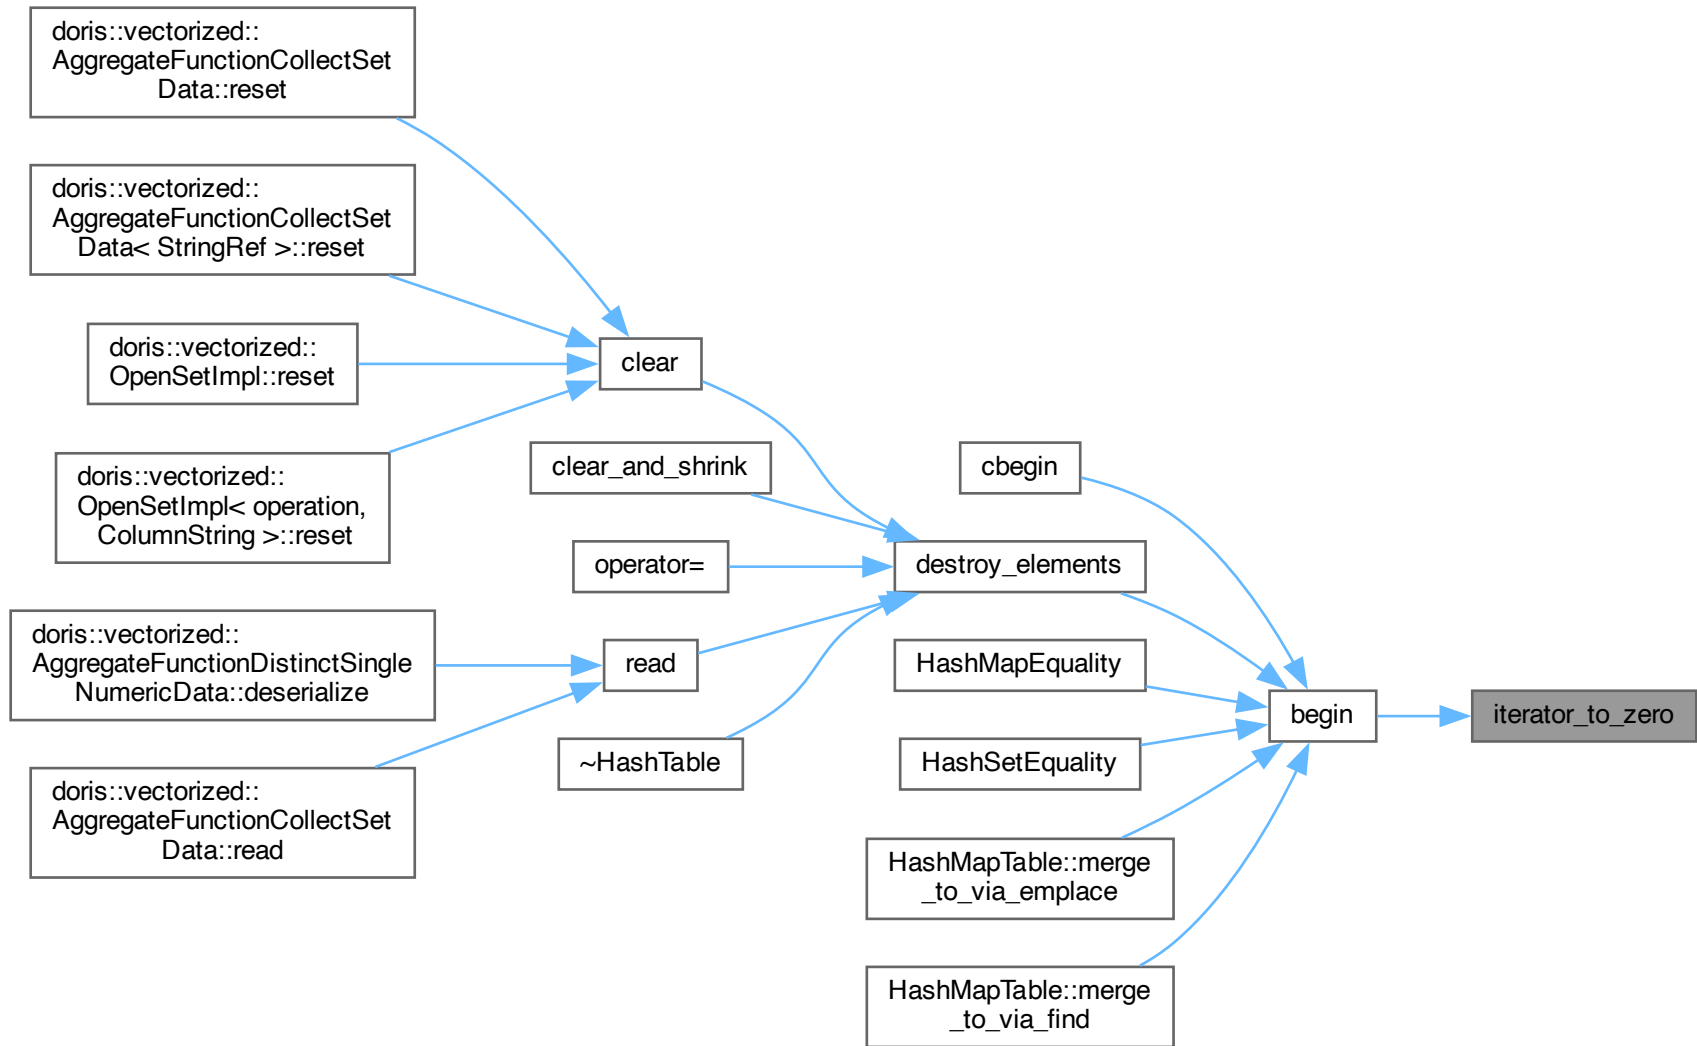 doris::vectorized::
AggregateFunctionCollectSet
Data::reset
doris::vectorized::
AggregateFunctionCollectSet
Data< StringRef >::reset
doris::vectorized::
OpenSetImpl::reset
doris::vectorized::
OpenSetImpl< operation,
ColumnString >::reset
doris::vectorized::
AggregateFunctionDistinctSingle
NumericData::deserialize
doris::vectorized::
AggregateFunctionCollectSet
Data::read
clear
clear_and_shrink
operator=
read
~HashTable
cbegin
destroy_elements
HashMapEquality
HashSetEquality
HashMapTable::merge
_to_via_emplace
HashMapTable::merge
_to_via_find
begin
iterator_to_zero